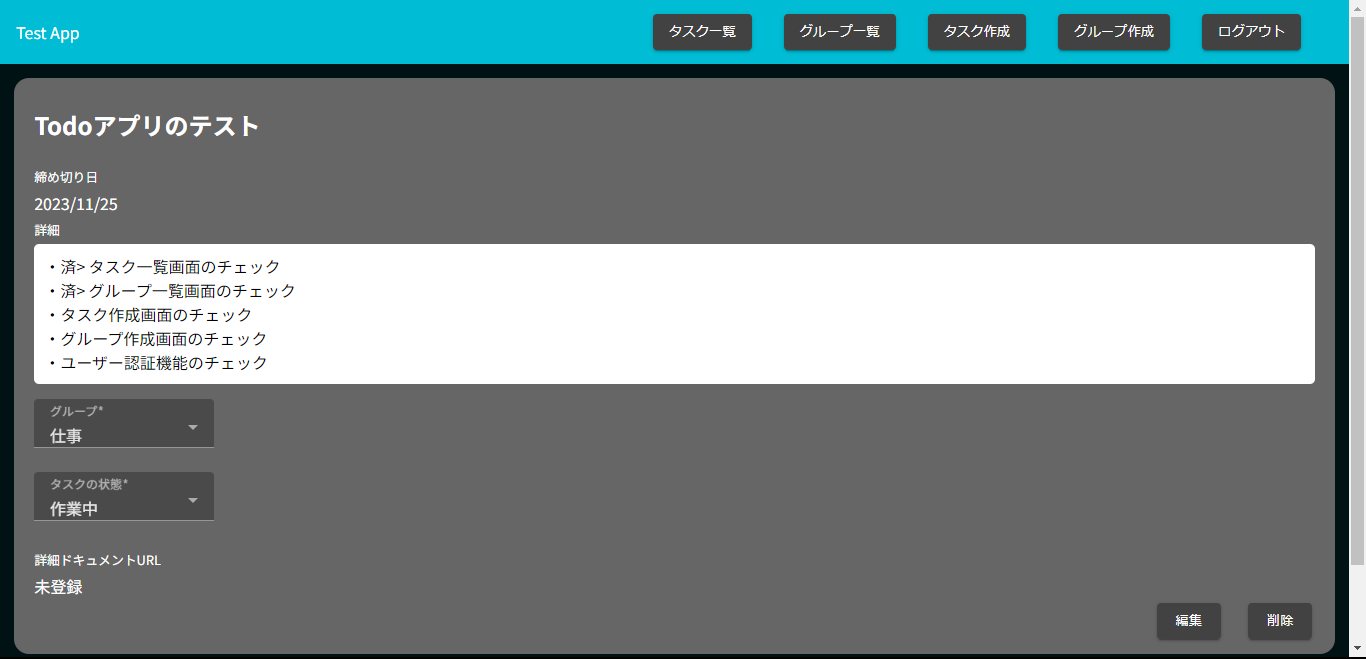 Test App
タスク一覧
グループ一覧
タスク作成
グループ作成
ログアウト
Todoアプリのテスト
締め切り日
2023/11/25
詳細
・済> タスク一覧画面のチェック
・済> グループ一覧画面のチェック
・タスク作成画面のチェック
・グループ作成画面のチェック
・ユーザー認証機能のチェック
グループ*
仕事
タスクの状態*
作業中
詳細ドキュメントURL
未登録
編集
削除